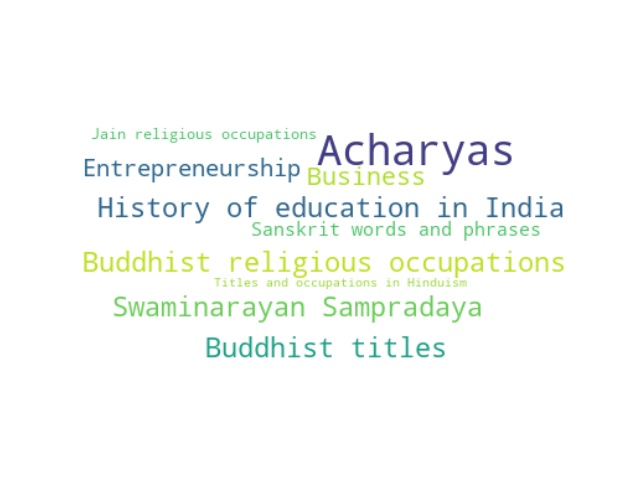 Jain religious occupations
Acharyas
Entrepreneurship
Business
History of education in India
Sanskrit words and phrases
Buddhist religious occupations
Titles and occupations in Hinduism
Swaminarayan Sampradaya
Buddhist titles